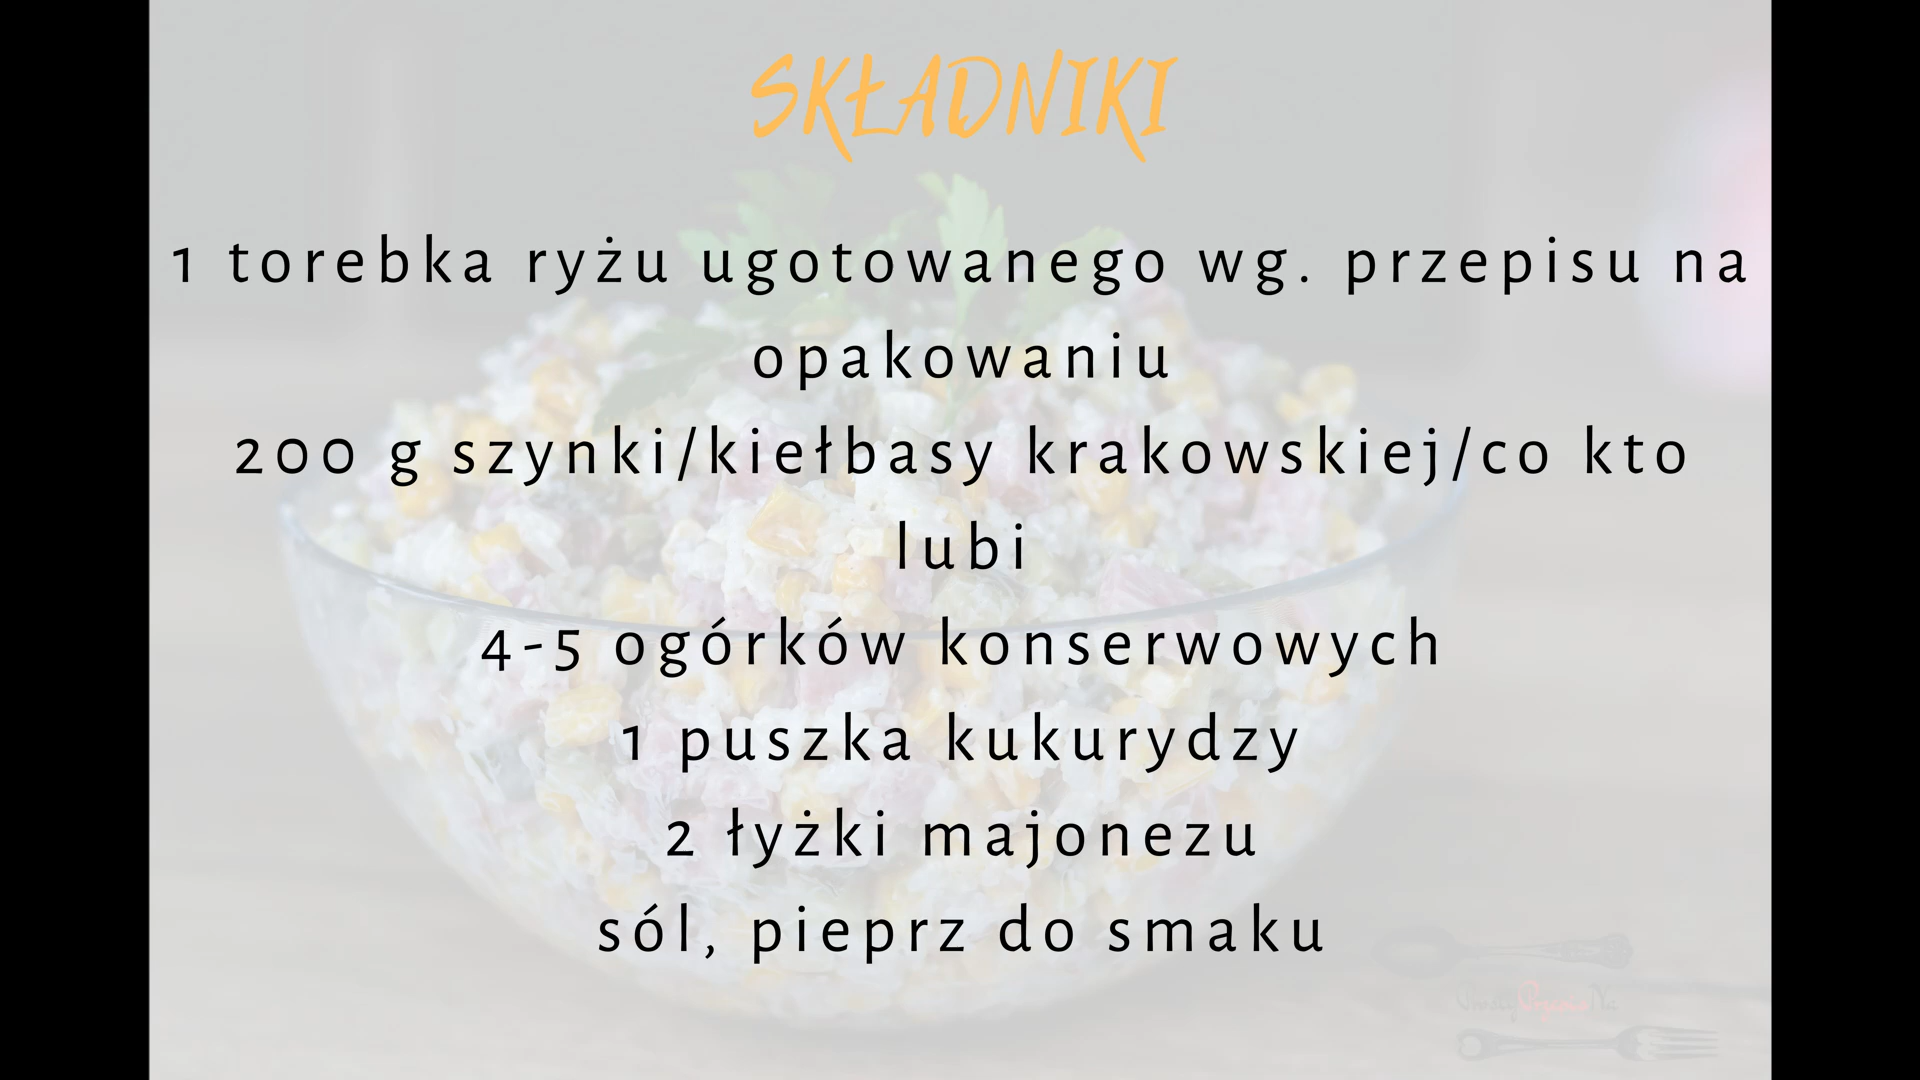 SKŁADNIKI
1 torebka ryżu ugotowanego wg. przepisu na
opakowaniu
200 g szynki/kiełbasy krakowskiej/co kto
lubi
4-5 ogórków konserwowych
1 puszka kukurydzy
2 łyżki majonezu
sól, pieprz do smaku